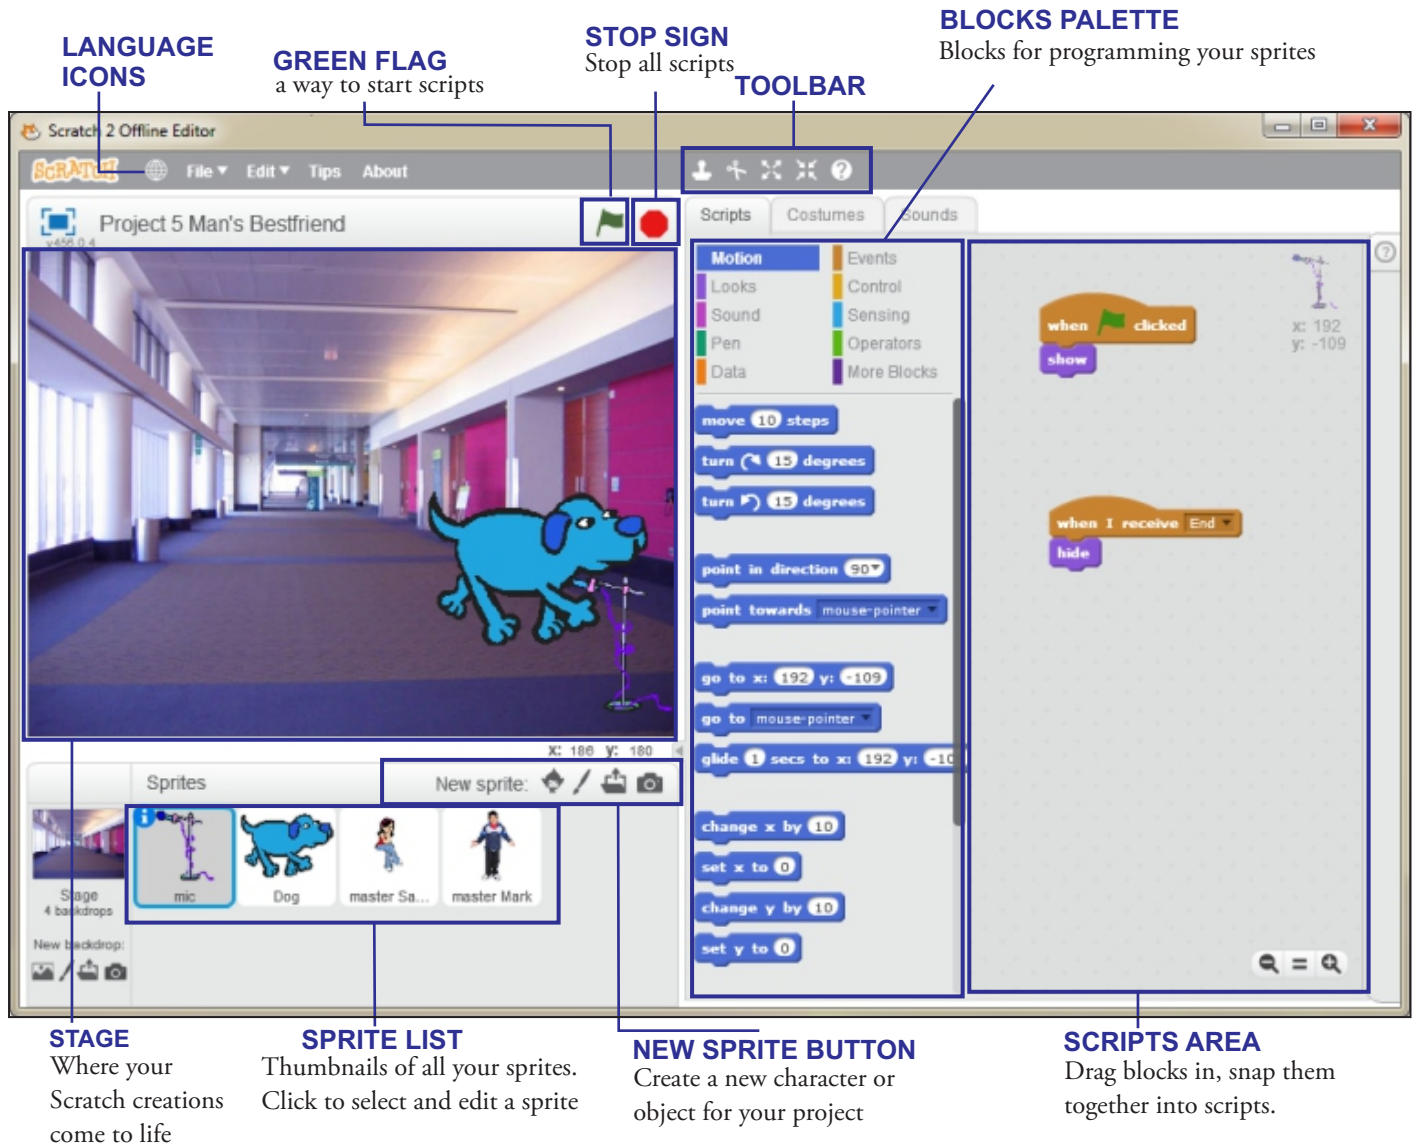 LANGUAGE
ICONS
GREEN FLAG
a way to start scripts
STOP SIGN
Stop all scripts
TOOLBAR
BLOCKS PALETTE
Blocks for programming your sprites
Scratch 2 Offline Editor
SCRATCH File Edit Tips About
Project 5 Man's Bestfriend
v456.0.4
Scripts Costumes Sounds
Motion Events
Looks Control
Sound Sensing
Pen Operators
Data More Blocks
move 10 steps
turn 15 degrees
turn 15 degrees
point in direction 90
point towards mouse-pointer
go to x: 192 y: -109
go to mouse-pointer
glide 1 secs to x: 192 y: -10
change x by 10
set x to 0
change y by 10
set y to 0
when clicked
show
when I receive End
hide
x: 192
y: -109
X: 186 y: 180
Sprites New sprite:
Stage
4 backdrops
New backdrop:
mic Dog master Sa... master Mark
STAGE
Where your
Scratch creations
come to life
SPRITE LIST
Thumbnails of all your sprites.
Click to select and edit a sprite
NEW SPRITE BUTTON
Create a new character or
object for your project
SCRIPTS AREA
Drag blocks in, snap them
together into scripts.